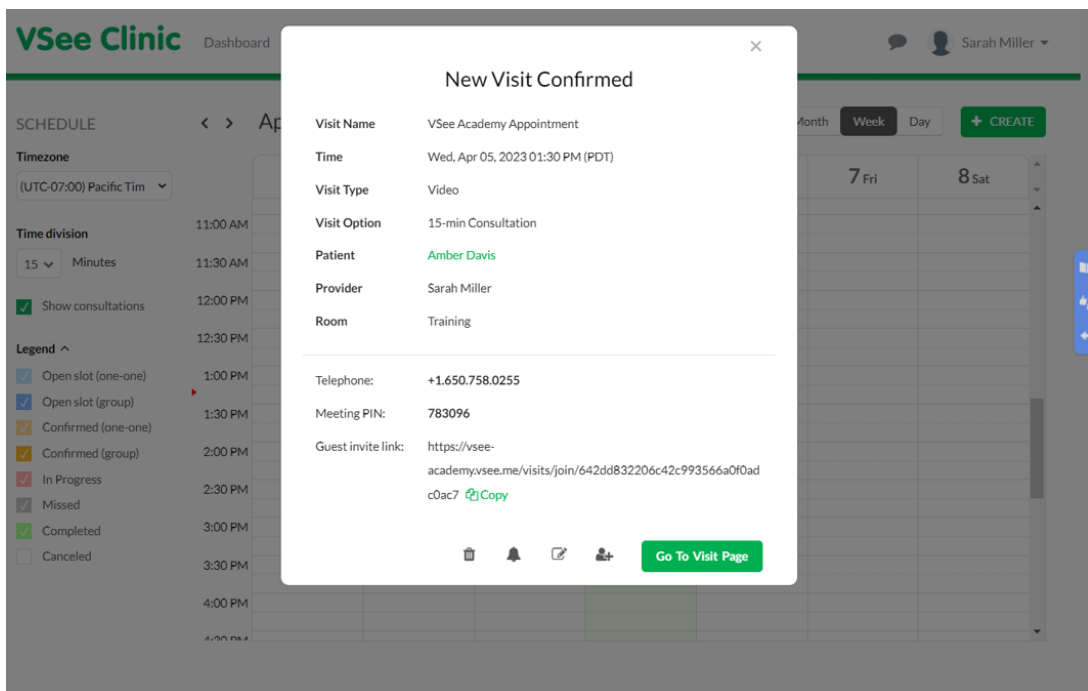 VSee Clinic
Dashboard
Sarah Miller
SCHEDULE
Month
Week
Day
+ CREATE
Timezone
(UTC-07:00) Pacific Tim
7 Fri
8 Sat
Time division
15
Minutes
Show consultations
Legend
Open slot (one-one)
Open slot (group)
Confirmed (one-one)
Confirmed (group)
In Progress
Missed
Completed
Canceled
11:00 AM
11:30 AM
12:00 PM
12:30 PM
1:00 PM
1:30 PM
2:00 PM
2:30 PM
3:00 PM
3:30 PM
4:00 PM
4:30 PM
×
New Visit Confirmed
Visit Name VSee Academy Appointment
Time Wed, Apr 05, 2023 01:30 PM (PDT)
Visit Type Video
Visit Option 15-min Consultation
Patient Amber Davis
Provider Sarah Miller
Room Training
Telephone: +1.650.758.0255
Meeting PIN: 783096
Guest invite link: https://vsee-
academy.vsee.me/visits/join/642dd832206c42c993566a0f0ad
c0ac7 Copy
Go To Visit Page